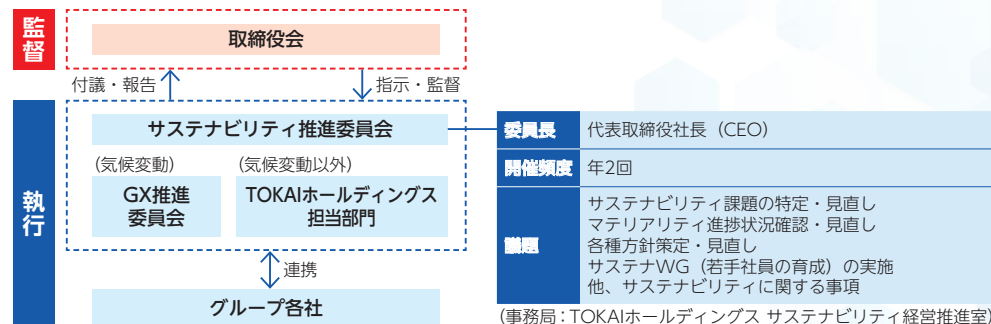 監督
取締役会
付議・報告
指示・監督
執行
サステナビリティ推進委員会
(気候変動)
GX推進
委員会
(気候変動以外)
TOKAIホールディングス
担当部門
連携
グループ各社
委員長
代表取締役社長（CEO）
開催頻度
年2回
議題
サステナビリティ課題の特定・見直し
マテリアリティ進捗状況確認・見直し
各種方針策定・見直し
サステナWG（若手社員の育成）の実施
他、サステナビリティに関する事項
(事務局：TOKAIホールディングス サステナビリティ経営推進室)